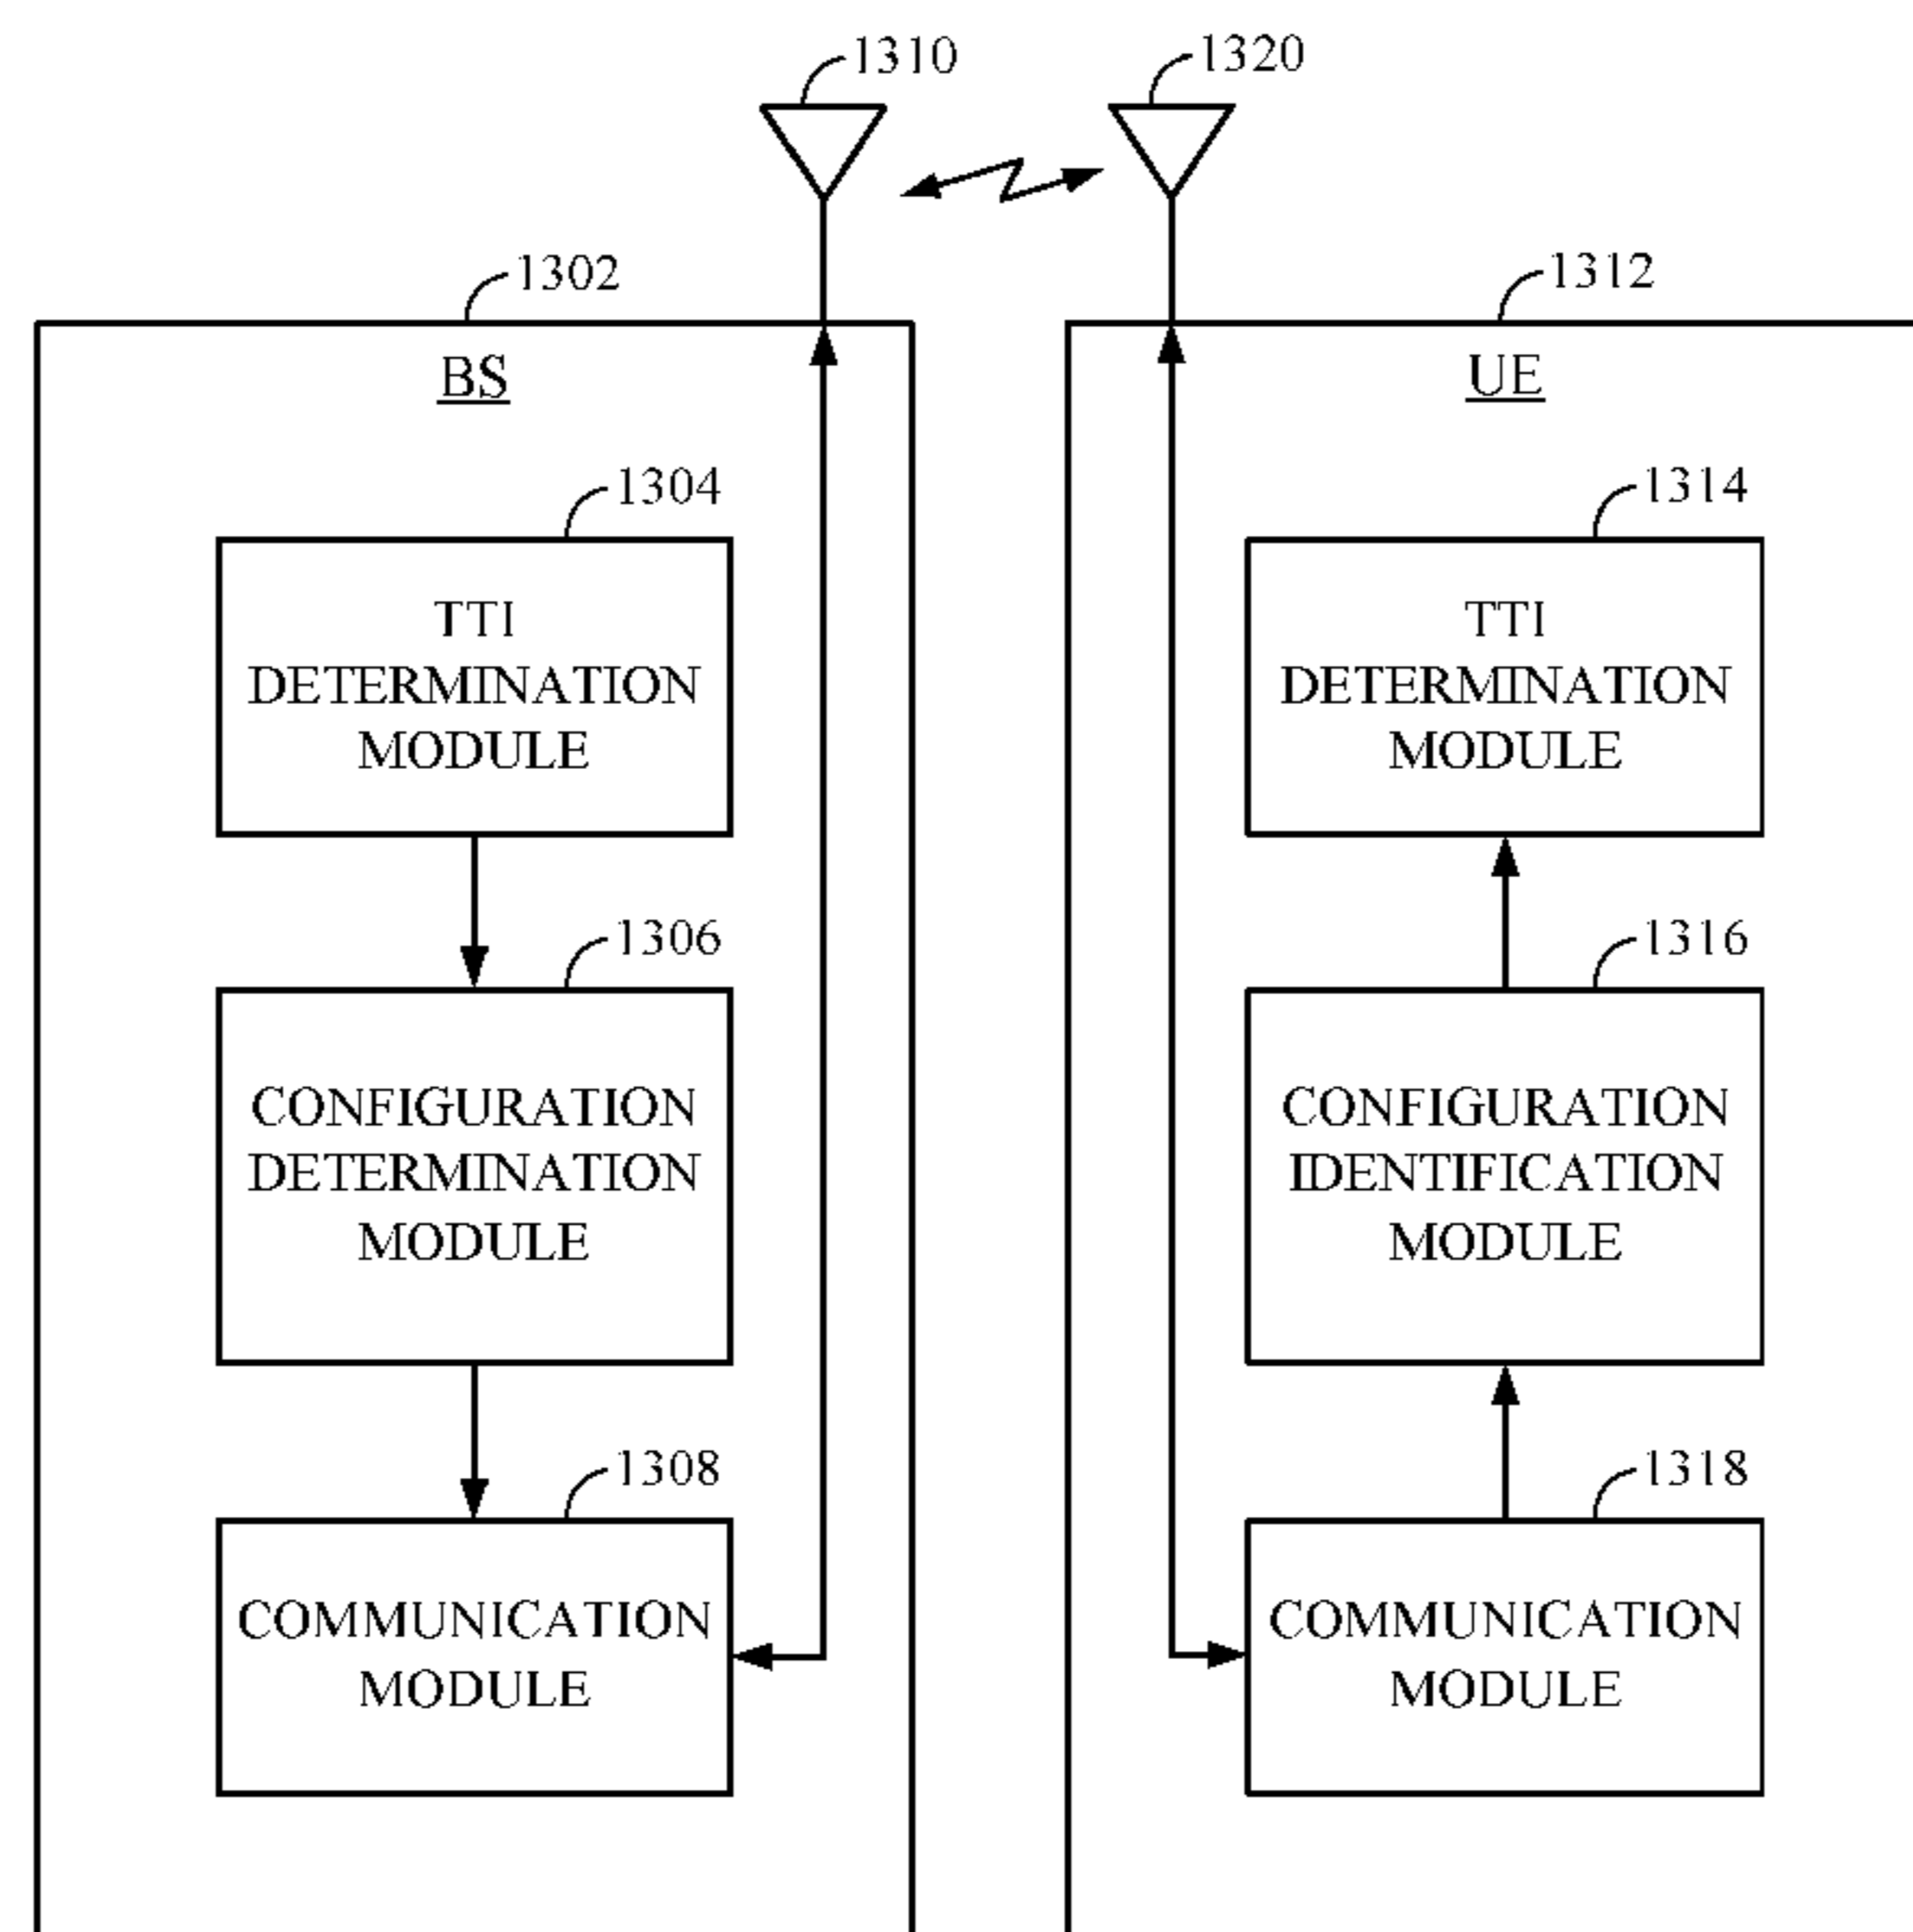 1310
1320
1302
1312
BS
UE
1304
TTI
DETERMINATION
MODULE
1306
CONFIGURATION
DETERMINATION
MODULE
1308
COMMUNICATION
MODULE
1314
TTI
DETERMINATION
MODULE
1316
CONFIGURATION
IDENTIFICATION
MODULE
1318
COMMUNICATION
MODULE